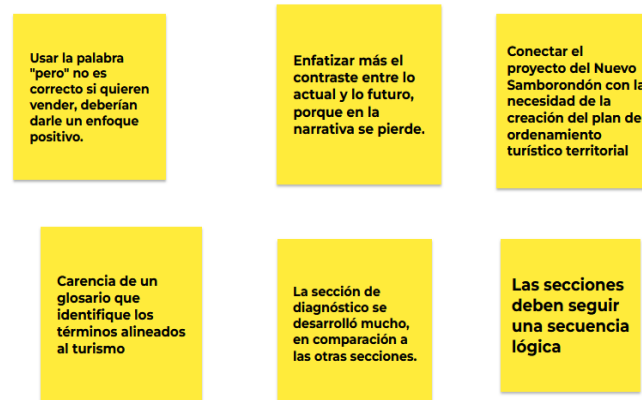 Usar la palabra
"pero" no es
correcto si quieren
vender, deberían
darle un enfoque
positivo.
Enfatizar más el
contraste entre lo
actual y lo futuro,
porque en la
narrativa se pierde.
Conectar el
proyecto del Nuevo
Samborondón con la
necesidad de la
creación del plan de
ordenamiento
turístico territorial
Carencia de un
glosario que
identifique los
términos alineados
al turismo
La sección de
diagnóstico se
desarrolló mucho,
en comparación a
las otras secciones.
Las secciones
deben seguir
una secuencia
lógica